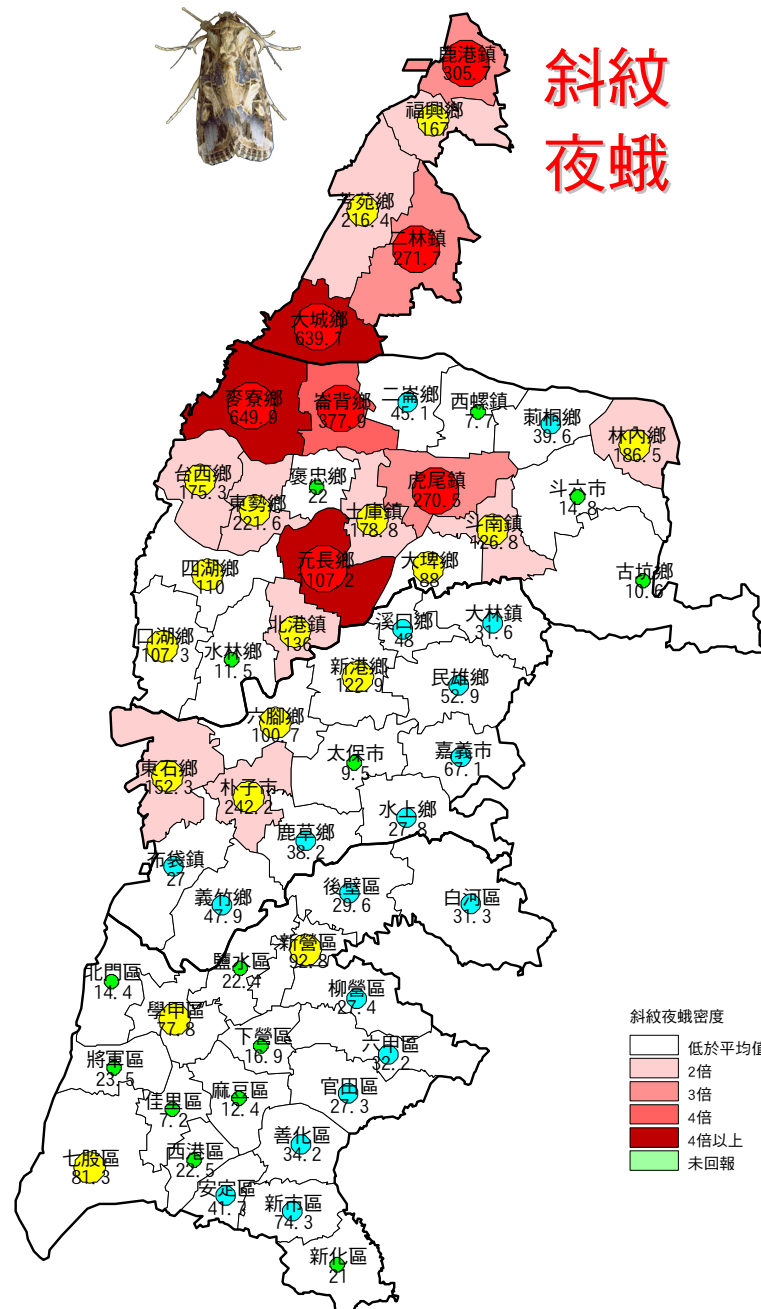 斜紋
夜蛾
鹿港鎮
305.7
福興鄉
167
芳苑鄉
216.4
二林鎮
271.7
大城鄉
639.1
麥寮鄉
649.9
崙背鄉
377.9
二崙鄉
45.1
西螺鎮
7.7
莿桐鄉
39.6
林內鄉
186.5
台西鄉
175.3
東勢鄉
221.6
褒忠鄉
22
土庫鎮
178.8
虎尾鎮
270.5
斗南鎮
126.8
斗六市
14.8
古坑鄉
10.6
四湖鄉
110
元長鄉
1107.2
大埤鄉
88
口湖鄉
107.3
水林鄉
11.5
北港鎮
136
溪口鄉
48
大林鎮
31.6
新港鄉
122.9
民雄鄉
52.9
六腳鄉
100.7
太保市
9.5
嘉義市
67.1
東石鄉
152.3
朴子市
242.2
鹿草鄉
38.2
水上鄉
27.8
布袋鎮
27
義竹鄉
47.9
後壁區
29.6
白河區
31.3
新營區
92.8
鹽水區
22.4
北門區
14.4
柳營區
27.4
學甲區
77.8
下營區
16.9
六甲區
32.2
將軍區
23.5
麻豆區
12.4
官田區
27.3
佳里區
7.2
善化區
34.2
七股區
81.3
西港區
22.5
安定區
41.7
新市區
74.3
新化區
21
斜紋夜蛾密度
低於平均值
2倍
3倍
4倍
4倍以上
未回報